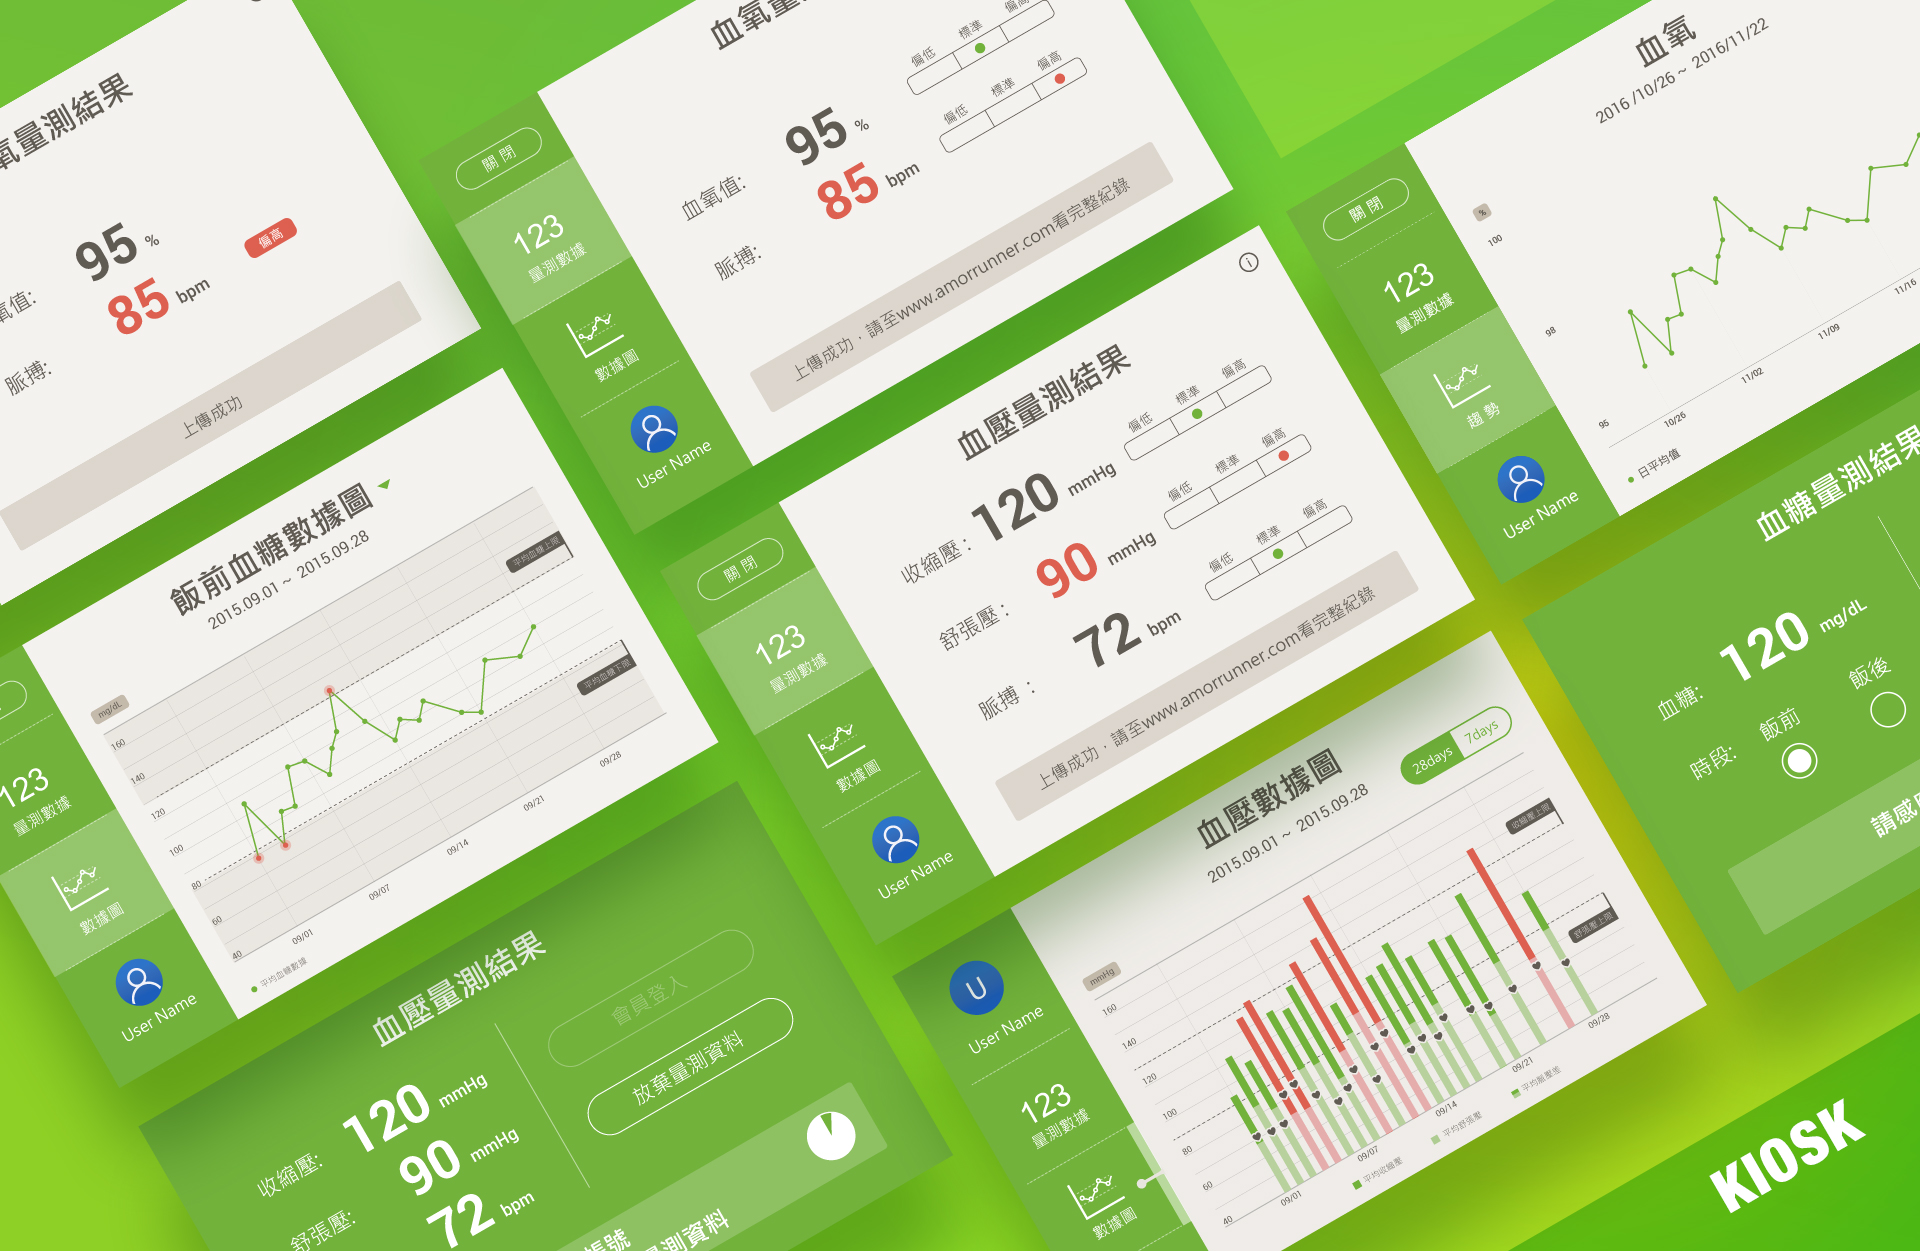 氧量測結果
95 %
氧值:
85 bpm
偏高
脈搏:
上傳成功
血氧量
關 閉
123
量測數據
數據圖
User Name
95 %
血氧值:
85 bpm
脈搏:
偏低 標準 偏高
偏低 標準 偏高
上傳成功，請至www.amorrunner.com看完整紀錄
血氧
2016 /10/26 ~ 2016/11/22
關 閉
123
量測數據
趨 勢
User Name
%
100
98
95
10/26
11/02
11/09
11/16
日平均值
飯前血糖數據圖
2015.09.01 ~ 2015.09.28
123
量測數據
數據圖
User Name
mg/dL
160
140
120
100
80
60
40
09/01
09/07
09/14
09/21
09/28
平均血糖上限
平均血糖下限
平均血糖數據
血壓量測結果
關 閉
123
量測數據
數據圖
User Name
收縮壓： 120 mmHg
舒張壓： 90 mmHg
脈搏： 72 bpm
偏低 標準 偏高
偏低 標準 偏高
偏低 標準 偏高
上傳成功，請至www.amorrunner.com看完整紀錄
血糖量測結果
血糖: 120 mg/dL
時段: 飯前 飯後
請感
血壓量測結果
收縮壓: 120 mmHg
舒張壓: 90 mmHg
72 bpm
會員登入
放棄量測資料
帳號
量測資料
血壓數據圖
2015.09.01 ~ 2015.09.28
28days 7days
U
User Name
123
量測數據
數據圖
mmHg
160
140
120
100
80
60
40
09/01
09/07
09/14
09/21
09/28
收縮壓上限
舒張壓上限
平均收縮壓
平均舒張壓
平均脈壓差
KIOSK